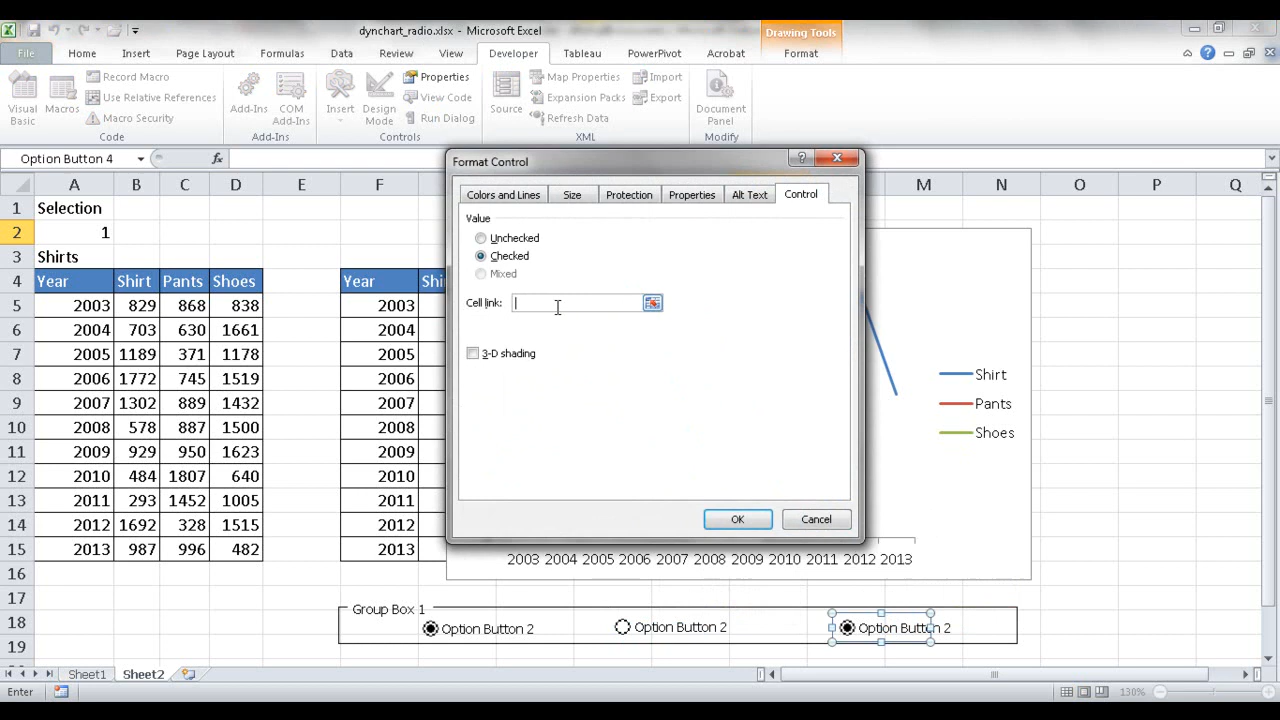 dynchart_radio.xlsx - Microsoft Excel
Drawing Tools
File Home Insert Page Layout Formulas Data Review View Developer Tableau PowerPivot Acrobat Format
Visual Basic
Macros
Record Macro
Use Relative References
Macro Security
Code
Add-Ins
COM Add-Ins
Add-Ins
Insert
Design Mode
Properties
View Code
Run Dialog
Controls
Source
Map Properties
Expansion Packs
Refresh Data
Import
Export
XML
Document Panel
Modify
Option Button 4
fx
Format Control
Colors and Lines Size Protection Properties Alt Text Control
Value
Unchecked
Checked
Mixed
Cell link:
3-D shading
OK Cancel
A B C D E F M N O P Q
1 Selection
2 1
3 Shirts
4 Year Shirt Pants Shoes Year Shi
5 2003 829 868 838 2003
6 2004 703 630 1661 2004
7 2005 1189 371 1178 2005
8 2006 1772 745 1519 2006
9 2007 1302 889 1432 2007
10 2008 578 887 1500 2008
11 2009 929 950 1623 2009
12 2010 484 1807 640 2010
13 2011 293 1452 1005 2011
14 2012 1692 328 1515 2012
15 2013 987 996 482 2013
16
17
18
19
Shirt
Pants
Shoes
2003 2004 2005 2006 2007 2008 2009 2010 2011 2012 2013
Group Box 1
Option Button 2 Option Button 2 Option Button 2
Sheet1 Sheet2
Enter
130%